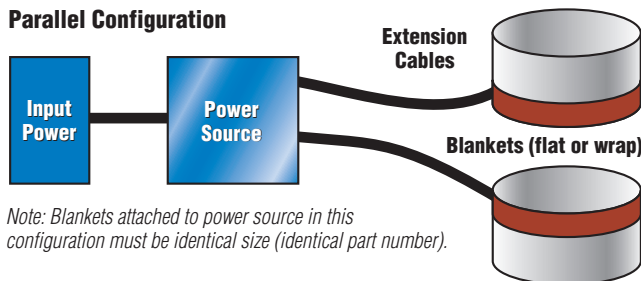 Parallel Configuration
Extension
Cables
Input
Power
Power
Source
Blankets (flat or wrap)
Note: Blankets attached to power source in this
configuration must be identical size (identical part number).